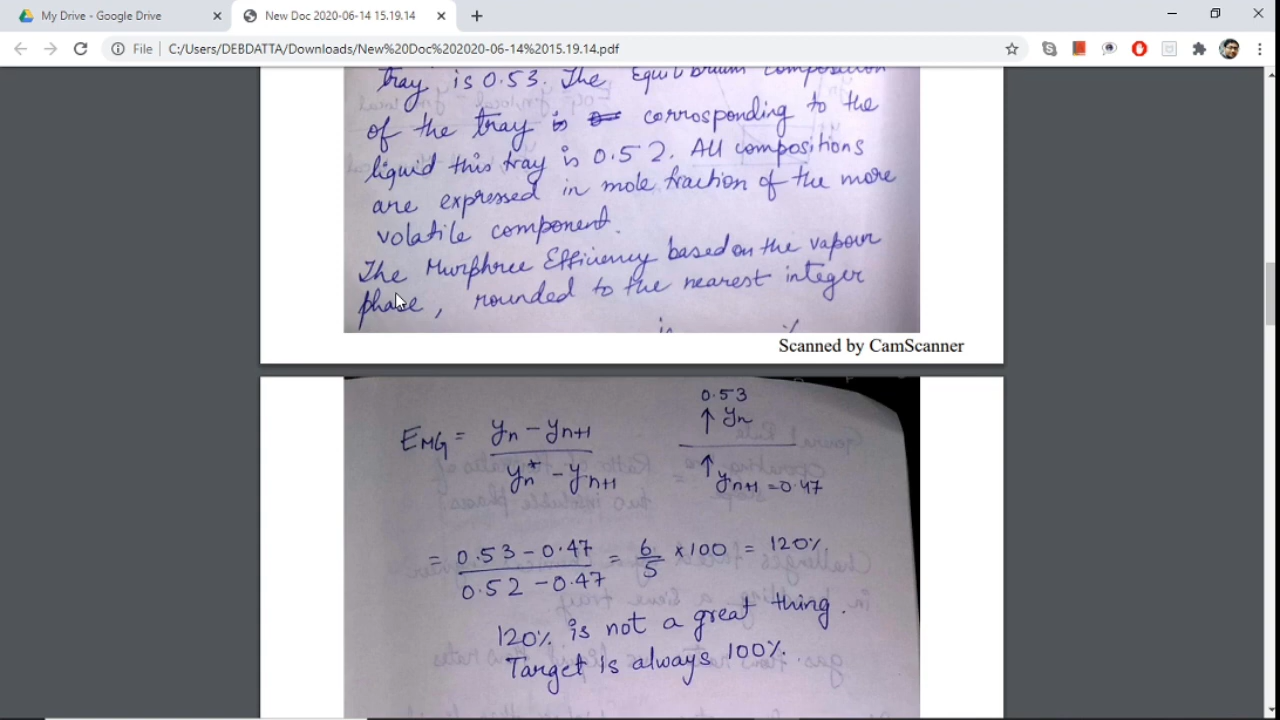 My Drive - Google Drive
New Doc 2020-06-14 15.19.14
File
C:/Users/DEBDATTA/Downloads/New%20Doc%202020-06-14%2015.19.14.pdf
tray is 0.53. The Equilibrium composition
of the tray is corrosponding to the
liquid this tray is 0.52. All compositions
are expressed in mole fraction of the more
volatile component.
The Murphree Efficiency based on the vapour
phase, rounded to the nearest integer
is %
Scanned by CamScanner
0.53
↑ yn
EMG = yn - yn+1
yn* - yn+1
↑ yn+1 = 0.47
= 0.53 - 0.47 = 6 ×100 = 120%
0.52 - 0.47 5
120% is not a great thing.
Target is always 100%.